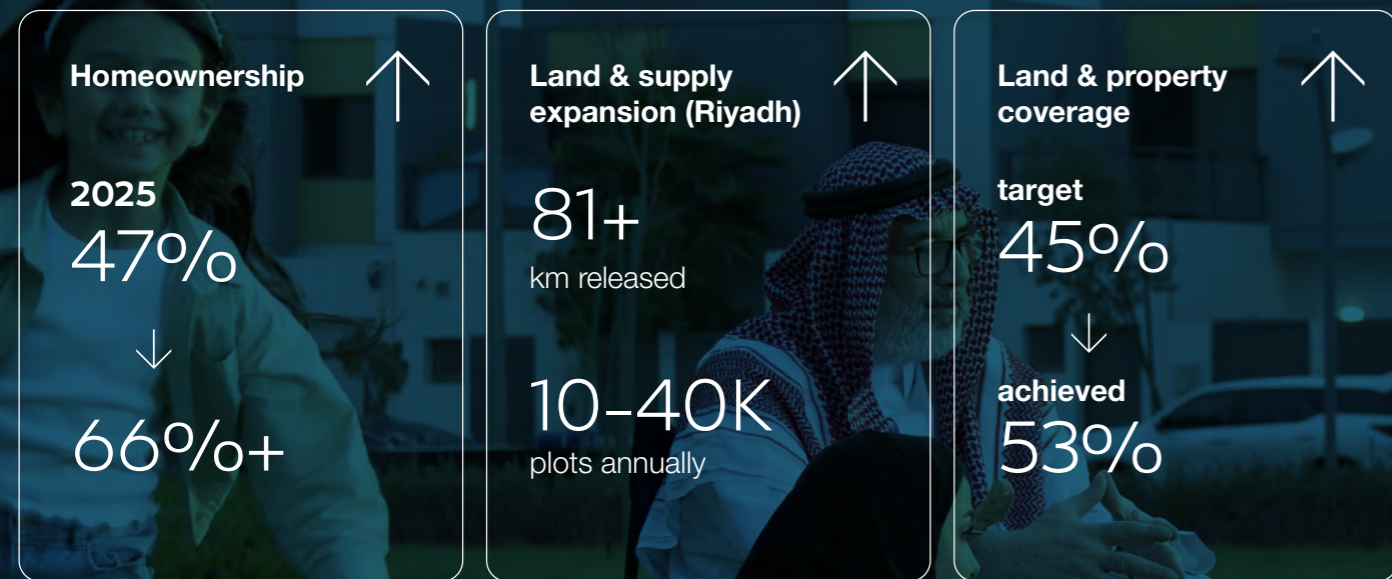 Homeownership
2025
47%
66%+
Land & supply
expansion (Riyadh)
81+
km released
10–40K
plots annually
Land & property
coverage
target
45%
achieved
53%